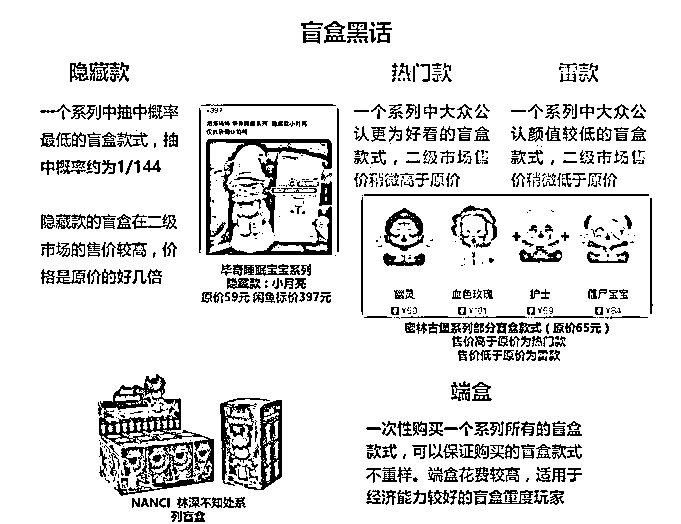 盲盒黑话
隐藏款
一个系列中抽中概率
最低的盲盒款式，抽
中概率约为1/144
隐藏款的盲盒在二级
市场的售价较高，价
格是原价的好几倍
毕奇睡眠宝宝系列
隐藏款：小月亮
原价59元 闲鱼标价397元
热门款
一个系列中大众公
认更为好看的盲盒
款式，二级市场售
价稍微高于原价
雷款
一个系列中大众公
认颜值较低的盲盒
款式，二级市场售
价稍微低于原价
幽灵
血色玫瑰
护士
僵尸宝宝
密林古堡系列部分盲盒款式（原价65元）
售价高于原价为热门款
售价低于原价为雷款
NANCI 林深不知处系
列盲盒
端盒
一次性购买一个系列所有的盲盒
款式，可以保证购买的盲盒款式
不重样。端盒花费较高，适用于
经济能力较好的盲盒重度玩家